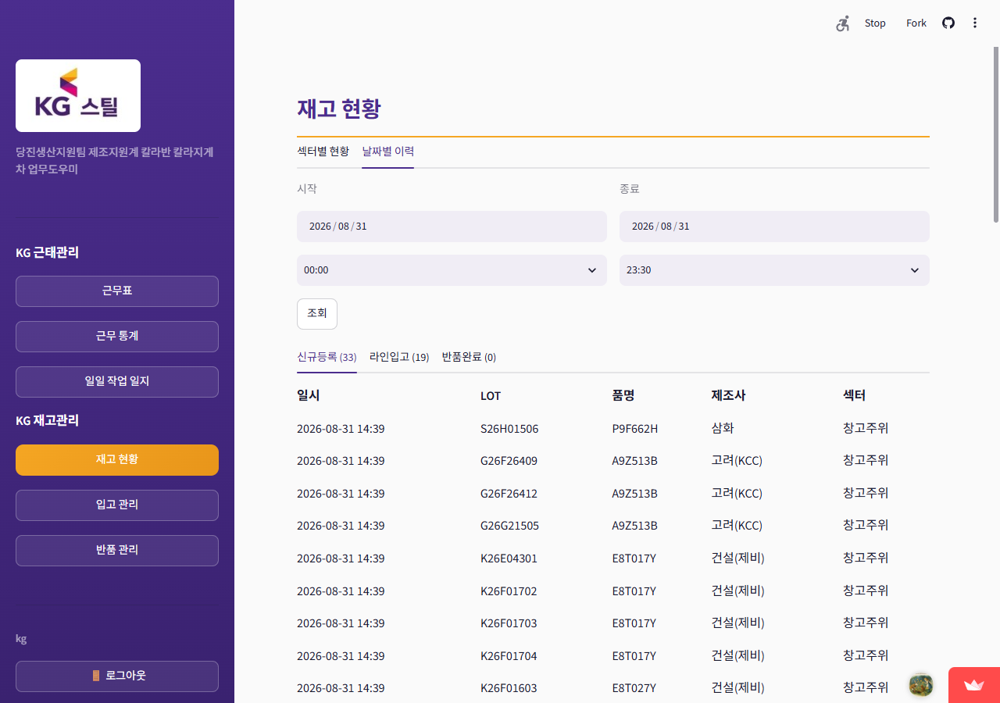 Stop Fork
KG 스틸
당진생산지원팀 제조지원계 칼라반 칼라지게
차 업무도우미
KG 근태관리
근무표
근무 통계
일일 작업 일지
KG 재고관리
재고 현황
입고 관리
반품 관리
kg
로그아웃
재고 현황
섹터별 현황 날짜별 이력
시작 종료
2026/08/31 2026/08/31
00:00 23:30
조회
신규등록 (33) 라인입고 (19) 반품완료 (0)
일시 LOT 품명 제조사 섹터
2026-08-31 14:39 S26H01506 P9F662H 삼화 창고주위
2026-08-31 14:39 G26F26409 A9Z513B 고려(KCC) 창고주위
2026-08-31 14:39 G26F26412 A9Z513B 고려(KCC) 창고주위
2026-08-31 14:39 G26G21505 A9Z513B 고려(KCC) 창고주위
2026-08-31 14:39 K26E04301 E8T017Y 건설(제비) 창고주위
2026-08-31 14:39 K26F01702 E8T017Y 건설(제비) 창고주위
2026-08-31 14:39 K26F01703 E8T017Y 건설(제비) 창고주위
2026-08-31 14:39 K26F01704 E8T017Y 건설(제비) 창고주위
2026-08-31 14:39 K26F01603 E8T027Y 건설(제비) 창고주위